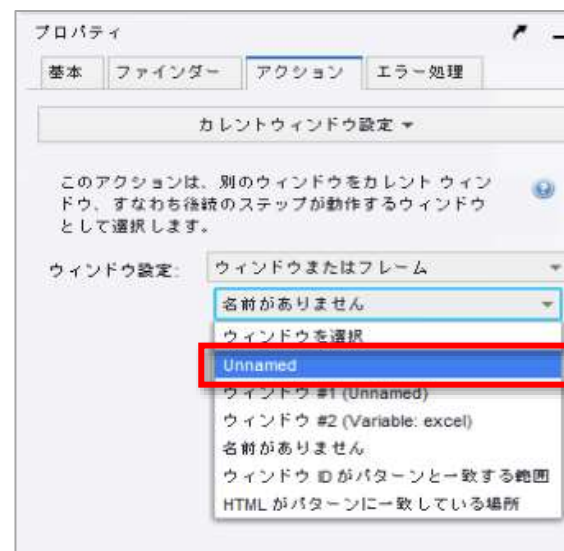 プロパティ
基本 ファインダー アクション エラー処理
カレントウィンドウ設定
このアクションは、別のウィンドウをカレント ウィン
ドウ、すなわち後続のステップが動作するウィンドウ
として選択します。
ウィンドウ設定: ウィンドウまたはフレーム
名前がありません
ウィンドウを選択
Unnamed
ウィンドウ #1 (Unnamed)
ウィンドウ #2 (Variable: excel)
名前がありません
ウィンドウ ID がパターンと一致する範囲
HTML がパターンに一致している場所